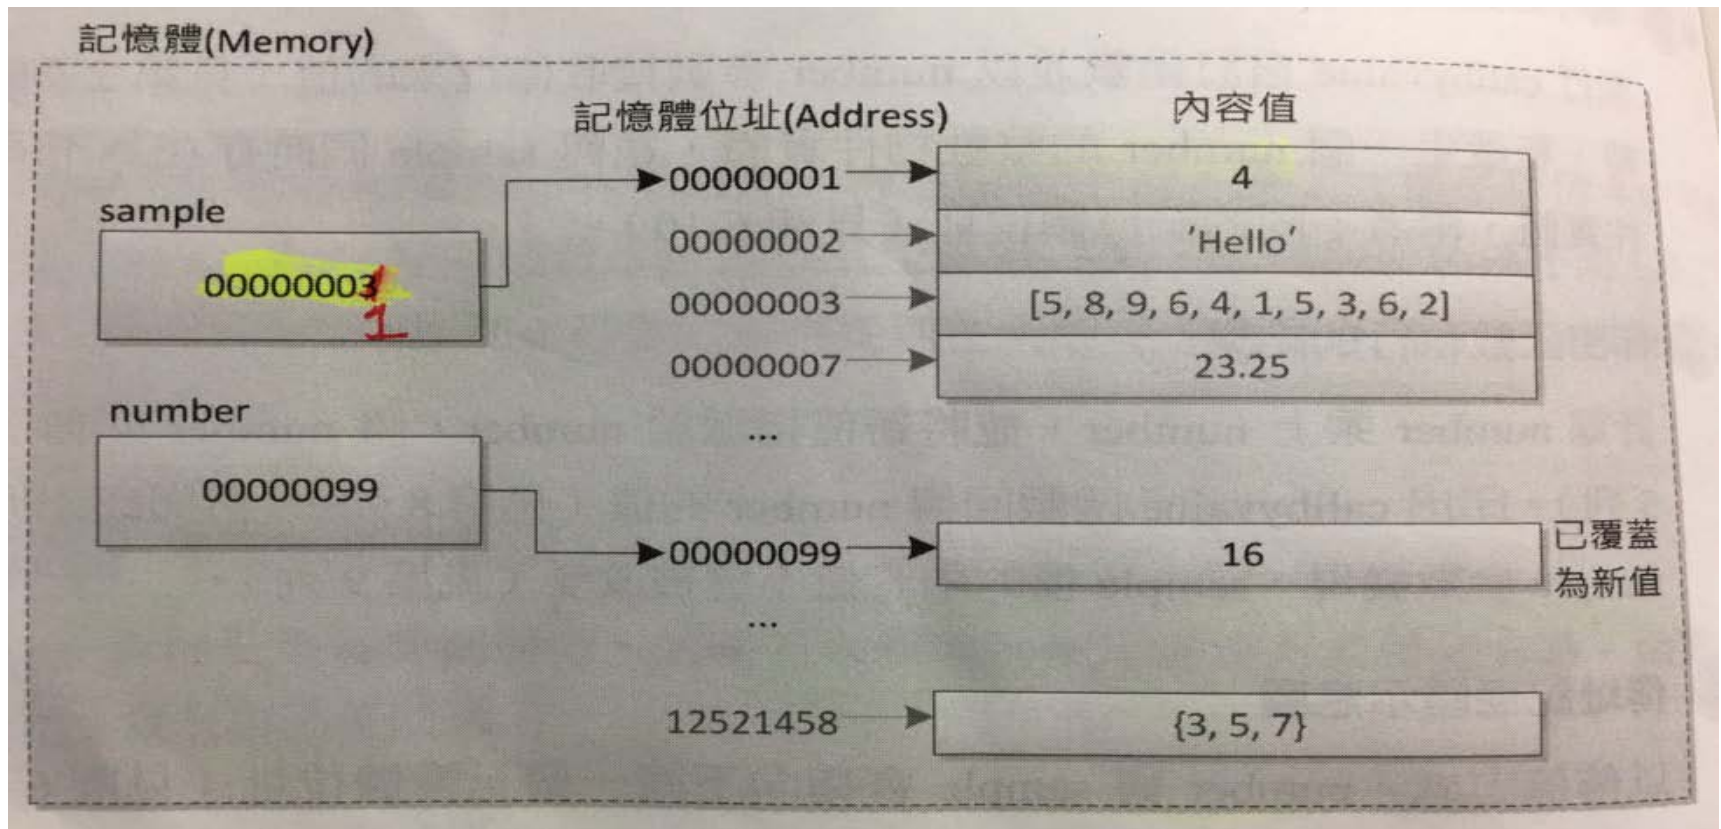 記憶體(Memory)
記憶體位址(Address)
內容值
sample
00000003
1
00000001
4
00000002
'Hello'
00000003
[5, 8, 9, 6, 4, 1, 5, 3, 6, 2]
00000007
23.25
...
number
00000099
00000099
16
已覆蓋
為新值
...
12521458
{3, 5, 7}